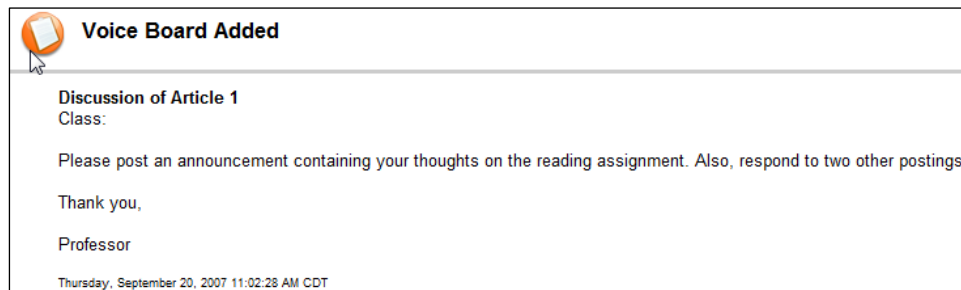 Voice Board Added
Discussion of Article 1
Class:
Please post an announcement containing your thoughts on the reading assignment. Also, respond to two other postings
Thank you,
Professor
Thursday, September 20, 2007 11:02:28 AM CDT